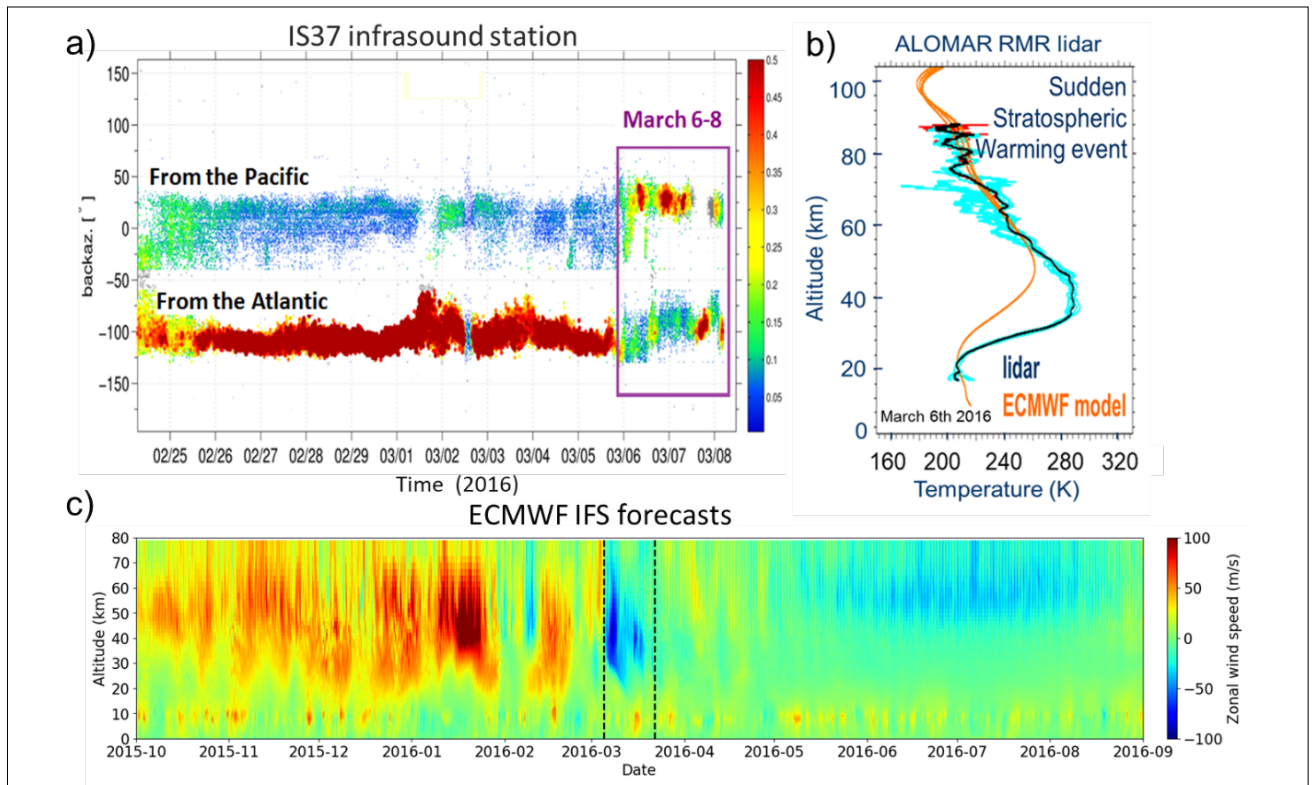 a)
IS37 infrasound station
150
100
50
0
−50
−100
−150
backaz. [°]
From the Pacific
From the Atlantic
March 6-8
0.5
0.45
0.4
0.35
0.3
0.25
0.2
0.15
0.1
0.05
02/25 02/26 02/27 02/28 02/29 03/01 03/02 03/03 03/04 03/05 03/06 03/07 03/08
Time (2016)
b)
ALOMAR RMR lidar
Sudden
Stratospheric
Warming event
100
80
60
40
20
0
Altitude (km)
lidar
ECMWF model
March 6th 2016
160 200 240 280 320
Temperature (K)
c)
ECMWF IFS forecasts
80
70
60
50
40
30
20
10
0
Altitude (km)
2015-10 2015-11 2015-12 2016-01 2016-02 2016-03 2016-04 2016-05 2016-06 2016-07 2016-08 2016-09
Date
100
50
0
−50
−100
Zonal wind speed (m/s)